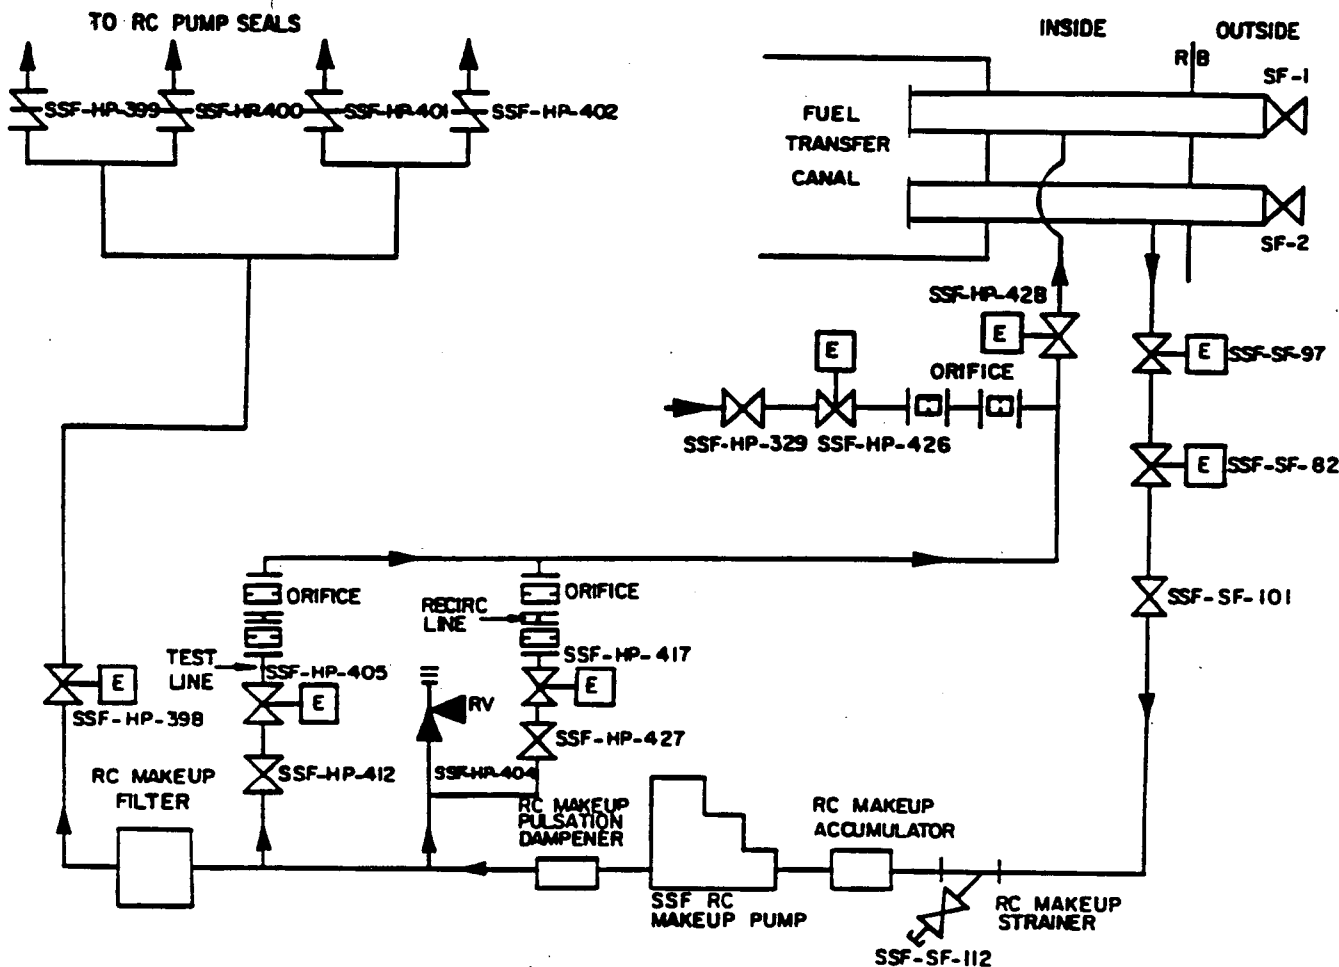 TO RC PUMP SEALS
INSIDE
OUTSIDE
R B
SF-1
SSF-HP-399
SSF-HP-400
SSF-HP-401
SSF-HP-402
FUEL
TRANSFER
CANAL
SF-2
SSF-HP-428
E
E
ORIFICE
E
SSF-SF-97
SSF-HP-329
SSF-HP-426
E
SSF-SF-82
ORIFICE
RECIRC
LINE
ORIFICE
SSF-SF-101
TEST
LINE
SSF-HP-405
SSF-HP-417
E
E
E
RV
SSF-HP-398
SSF-HP-427
RC MAKEUP
FILTER
SSF-HP-412
SSF-HP-404
RC MAKEUP
PULSATION
DAMPENER
RC MAKEUP
ACCUMULATOR
SSF RC
MAKEUP PUMP
RC MAKEUP
STRAINER
SSF-SF-112